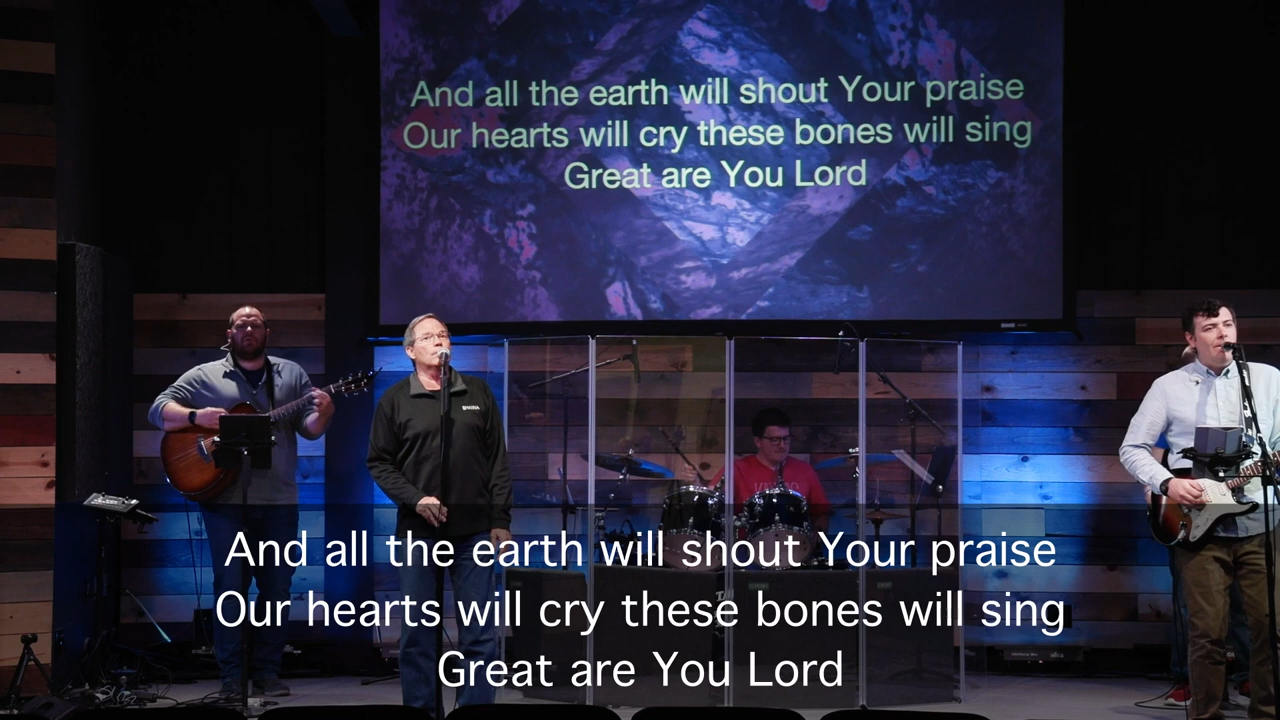 And all the earth will shout Your praise
Our hearts will cry these bones will sing
Great are You Lord
And all the earth will shout Your praise
Our hearts will cry these bones will sing
Great are You Lord